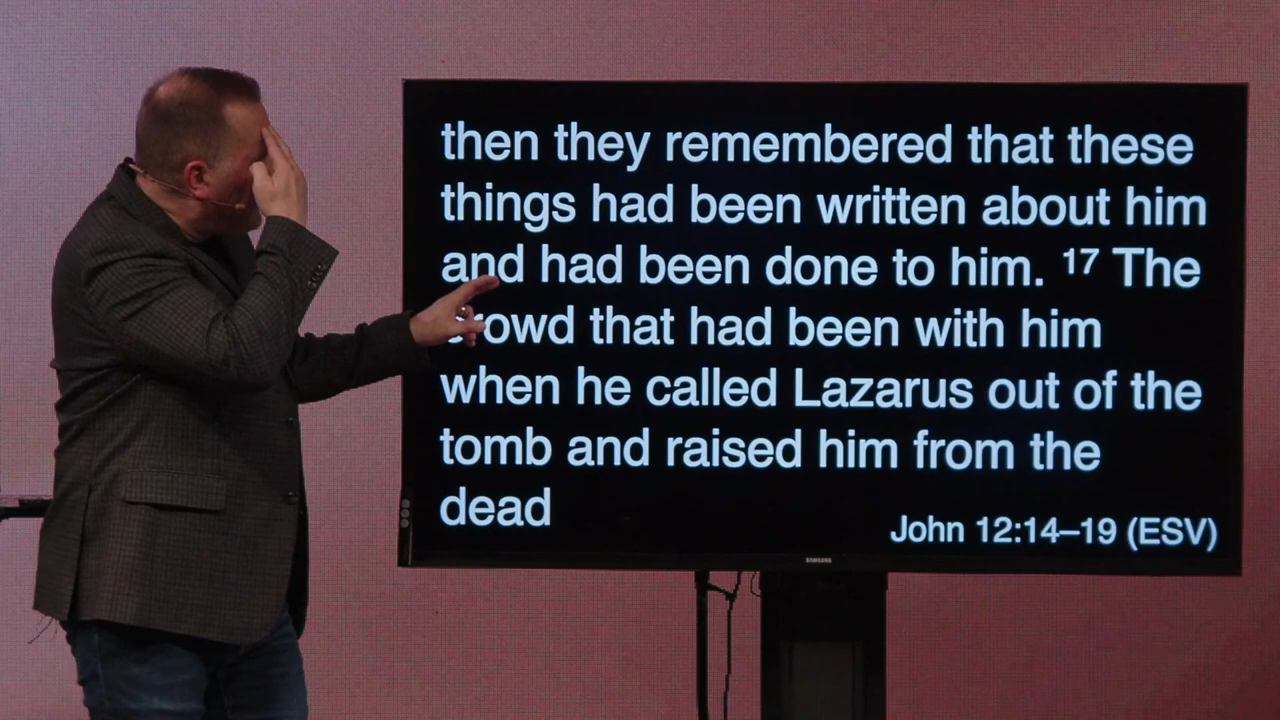 then they remembered that these
things had been written about him
and had been done to him. 17 The
crowd that had been with him
when he called Lazarus out of the
tomb and raised him from the
dead
John 12:14–19 (ESV)
SAMSUNG